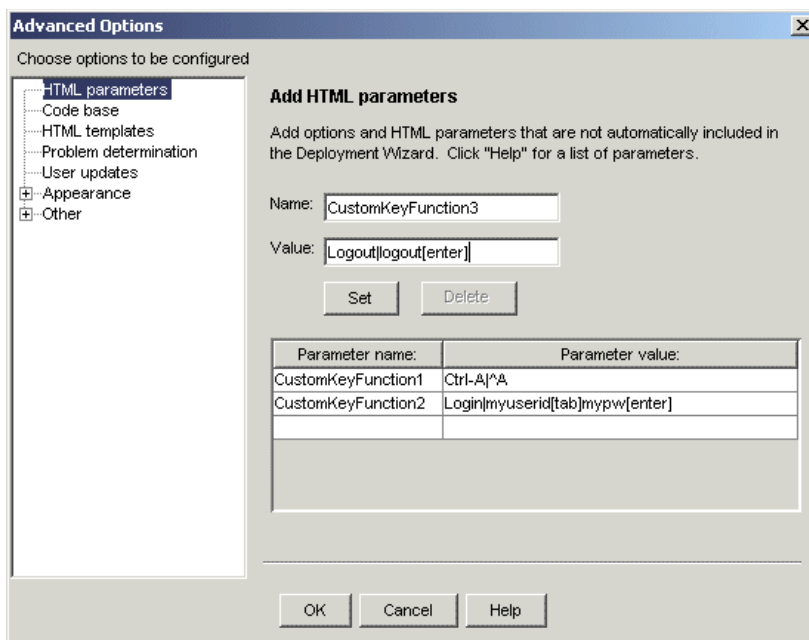 Advanced Options
Choose options to be configured
HTML parameters
Code base
HTML templates
Problem determination
User updates
Appearance
Other
Add HTML parameters
Add options and HTML parameters that are not automatically included in
the Deployment Wizard. Click "Help" for a list of parameters.
Name: CustomKeyFunction3
Value: Logout|logout[enter]
Set Delete
Parameter name: Parameter value:
CustomKeyFunction1 Ctrl-A|^A
CustomKeyFunction2 Login|myuserid[tab]mypw[enter]
OK Cancel Help